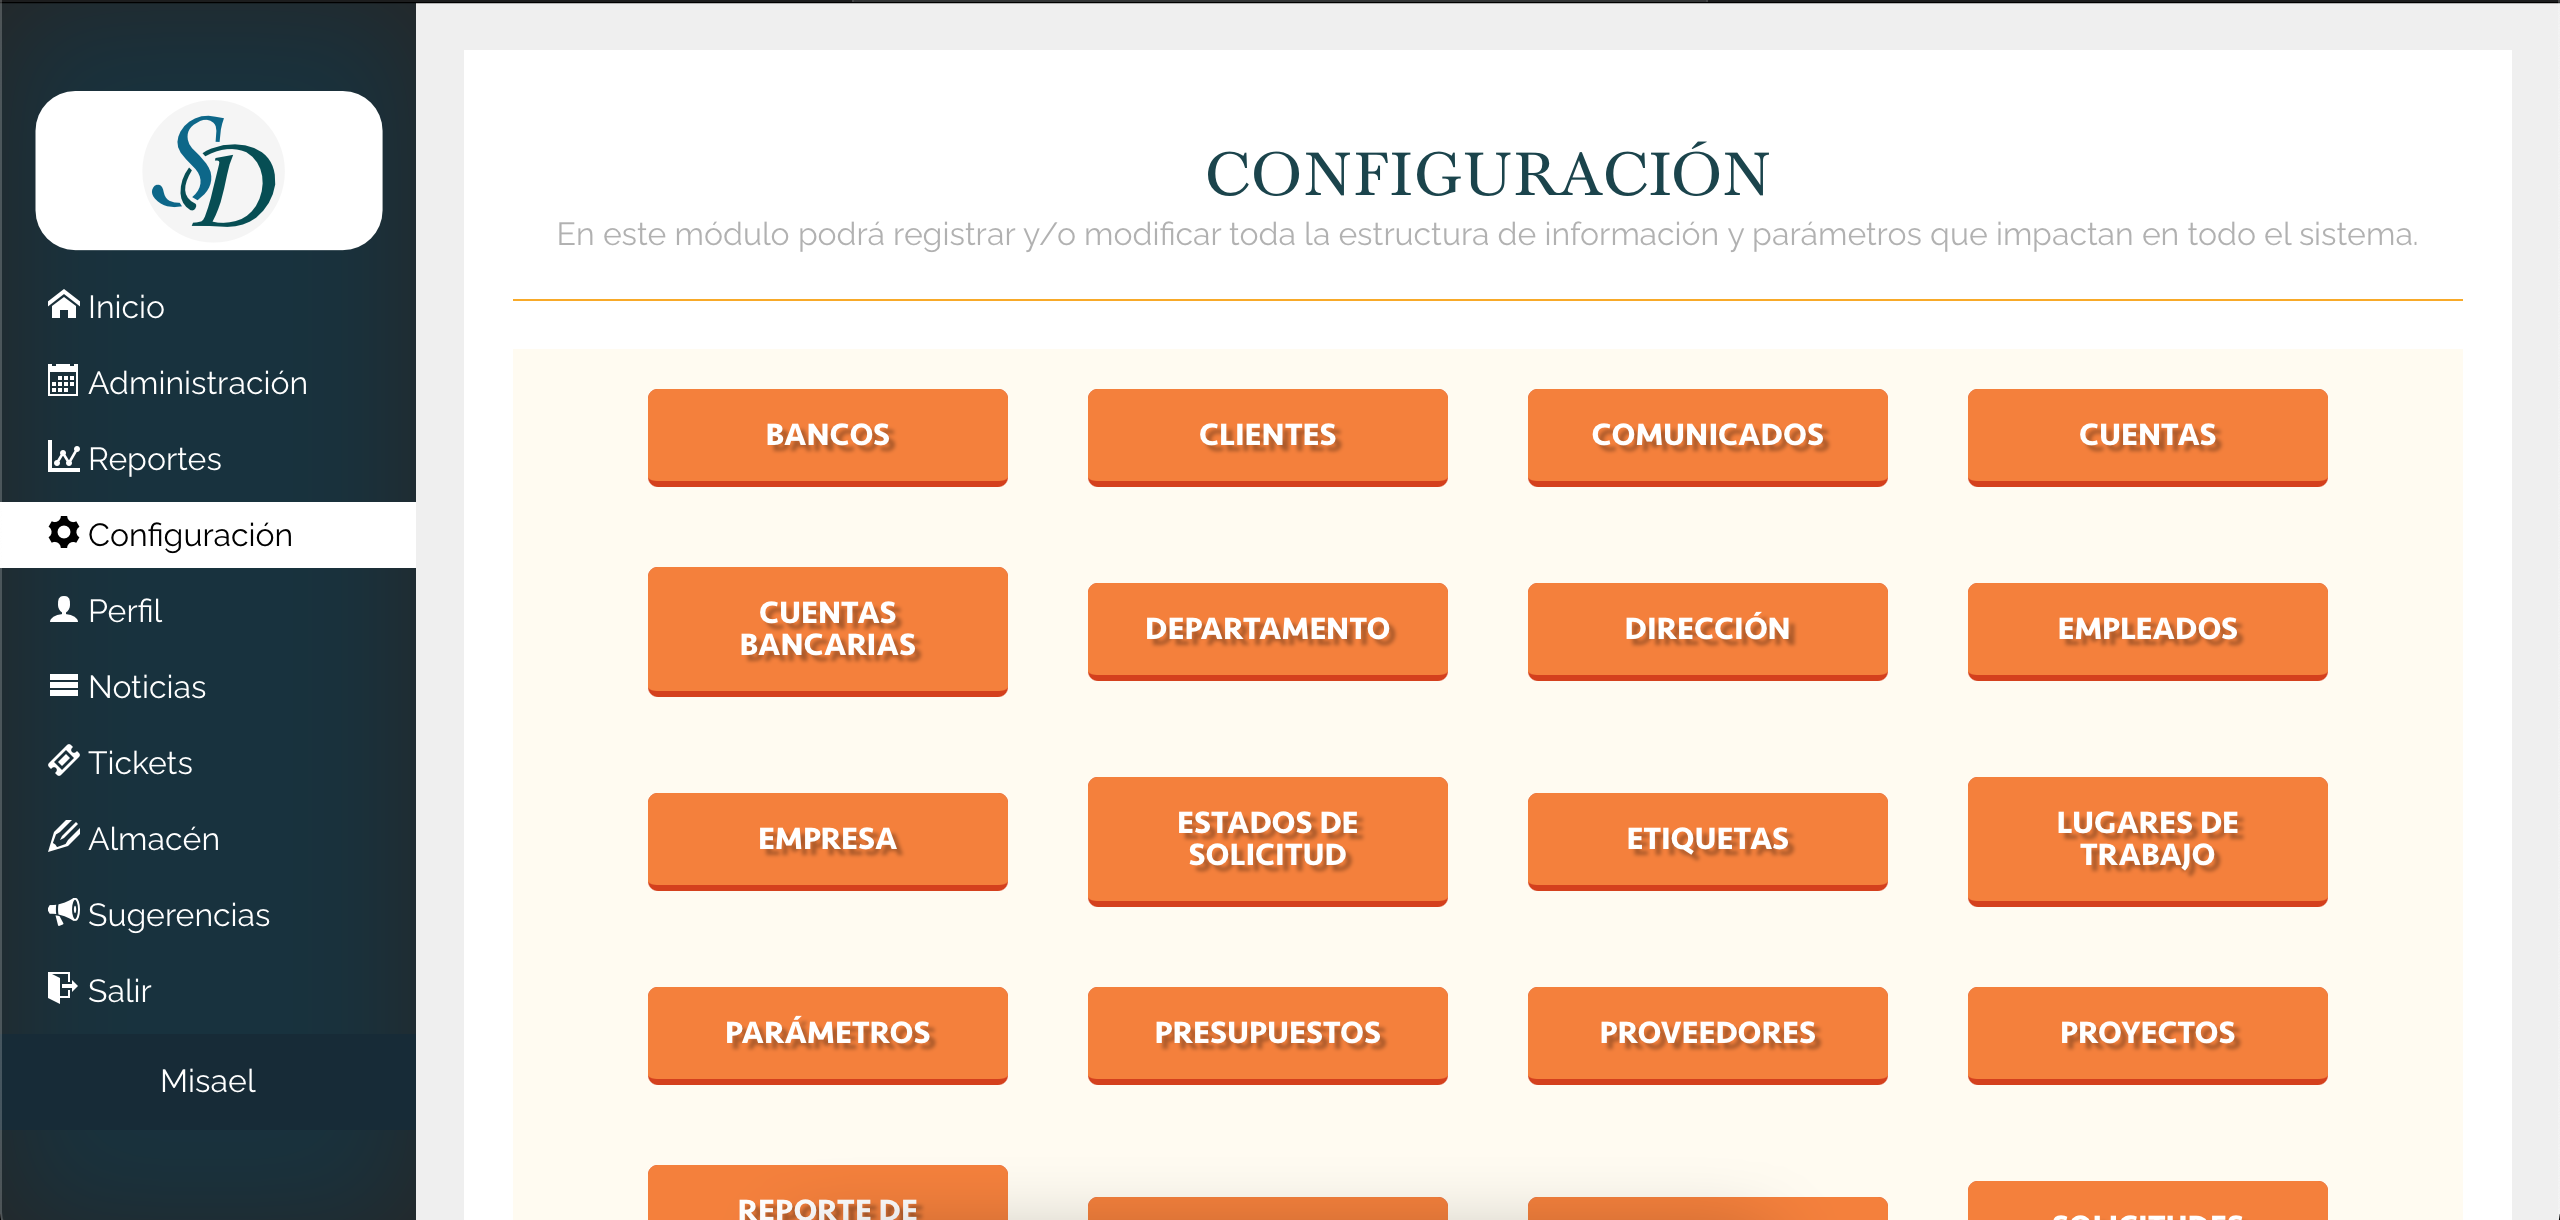 SD
Inicio
Administración
Reportes
Configuración
Perfil
Noticias
Tickets
Almacén
Sugerencias
Salir
Misael
CONFIGURACIÓN
En este módulo podrá registrar y/o modificar toda la estructura de información y parámetros que impactan en todo el sistema.
BANCOS
CLIENTES
COMUNICADOS
CUENTAS
CUENTAS
BANCARIAS
DEPARTAMENTO
DIRECCIÓN
EMPLEADOS
EMPRESA
ESTADOS DE
SOLICITUD
ETIQUETAS
LUGARES DE
TRABAJO
PARÁMETROS
PRESUPUESTOS
PROVEEDORES
PROYECTOS
REPORTE DE
SOLICITUDES